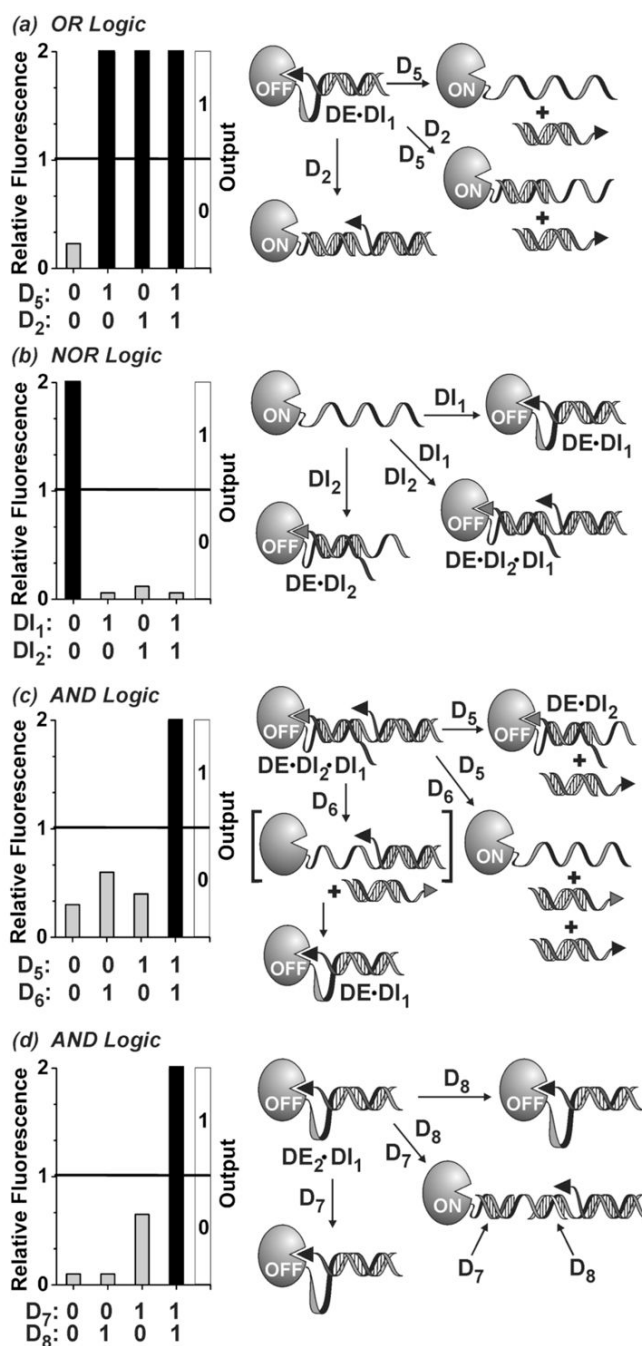 (a) OR Logic
Relative Fluorescence
2
1
0
1
0
Output
D5: 0 1 0 1
D2: 0 0 1 1
OFF
DE•DI1
D5
ON
+
D2
D5
ON
+
D2
ON
(b) NOR Logic
Relative Fluorescence
2
1
0
1
0
Output
DI1: 0 1 0 1
DI2: 0 0 1 1
ON
DI1
OFF
DE•DI1
DI1
DI2
OFF
DE•DI2•DI1
DI2
OFF
DE•DI2
(c) AND Logic
Relative Fluorescence
2
1
0
1
0
Output
D5: 0 0 1 1
D6: 0 1 0 1
OFF
DE•DI2•DI1
D5
DE•DI2
OFF
+
D5
D6
ON
+
+
D6
+
OFF
DE•DI1
(d) AND Logic
Relative Fluorescence
2
1
0
1
0
Output
D7: 0 0 1 1
D8: 0 1 0 1
OFF
DE2•DI1
D8
OFF
D8
D7
ON
D7
D8
D7
OFF